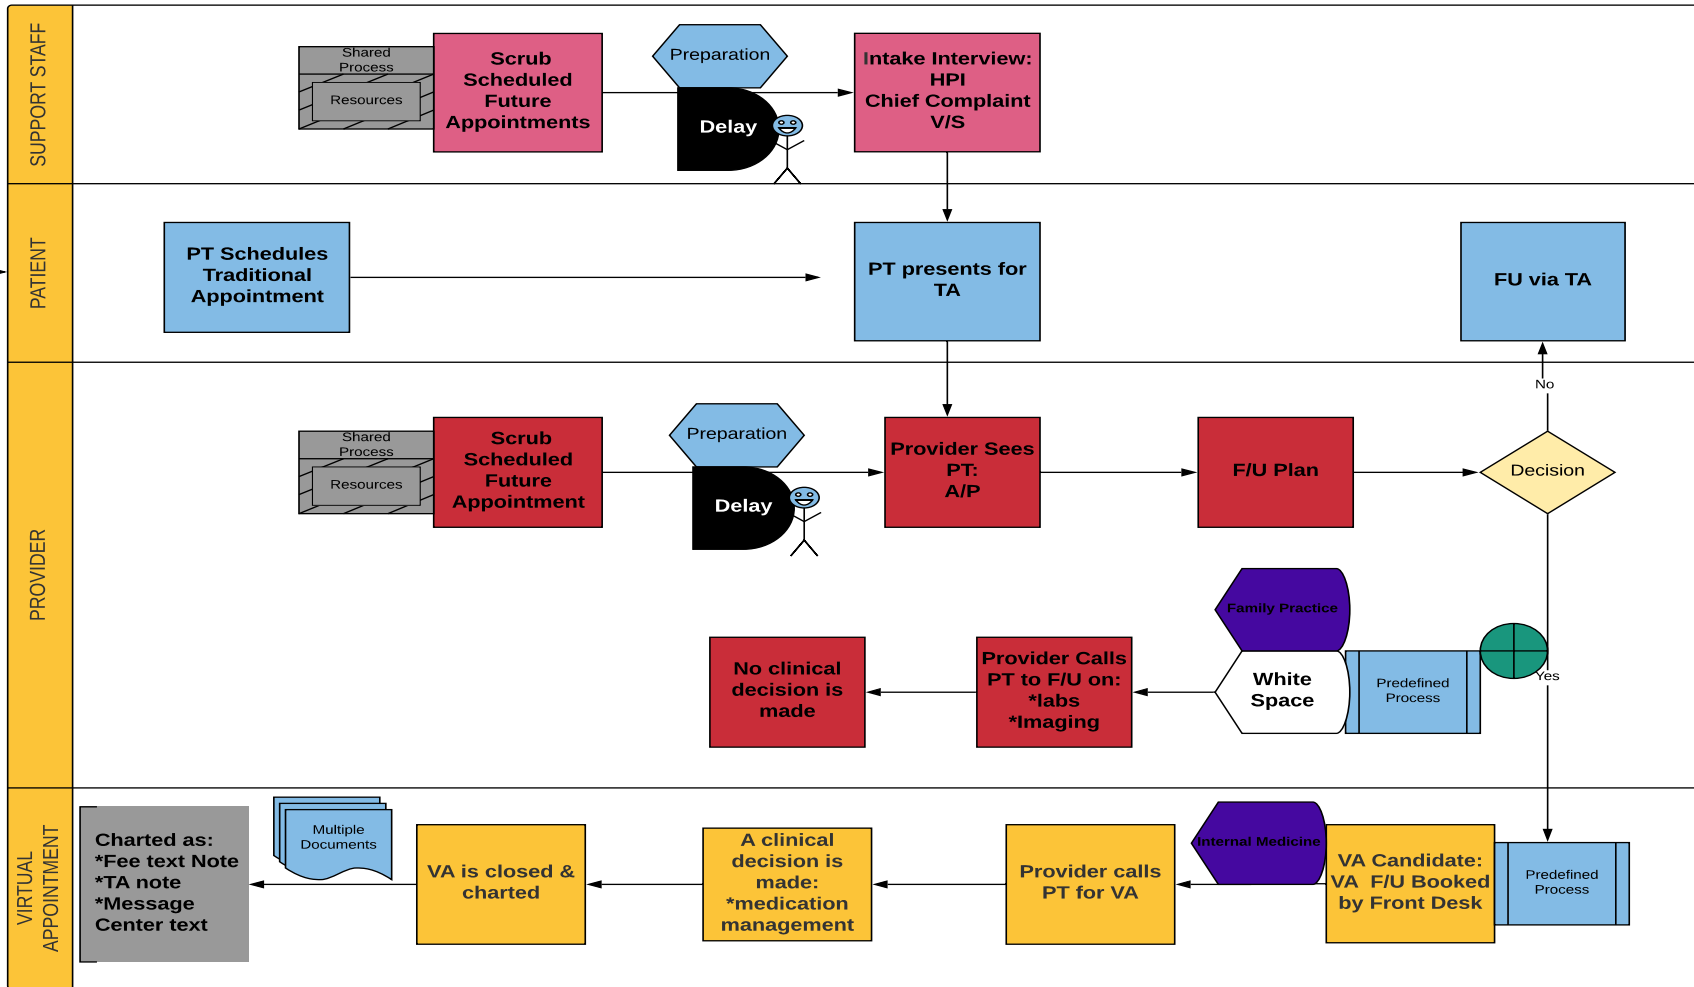 SUPPORT STAFF
Shared
Process
Resources
Scrub
Scheduled
Future
Appointments
Preparation
Delay
Intake Interview:
HPI
Chief Complaint
V/S
PATIENT
PT Schedules
Traditional
Appointment
PT presents for
TA
FU via TA
PROVIDER
Shared
Process
Resources
Scrub
Scheduled
Future
Appointment
Preparation
Delay
Provider Sees
PT:
A/P
F/U Plan
Decision
No
Yes
No clinical
decision is
made
Provider Calls
PT to F/U on:
*labs
*Imaging
Family Practice
White
Space
Predefined
Process
VIRTUAL
APPOINTMENT
Charted as:
*Fee text Note
*TA note
*Message
Center text
Multiple
Documents
VA is closed &
charted
A clinical
decision is
made:
*medication
management
Provider calls
PT for VA
Internal Medicine
VA Candidate:
VA F/U Booked
by Front Desk
Predefined
Process